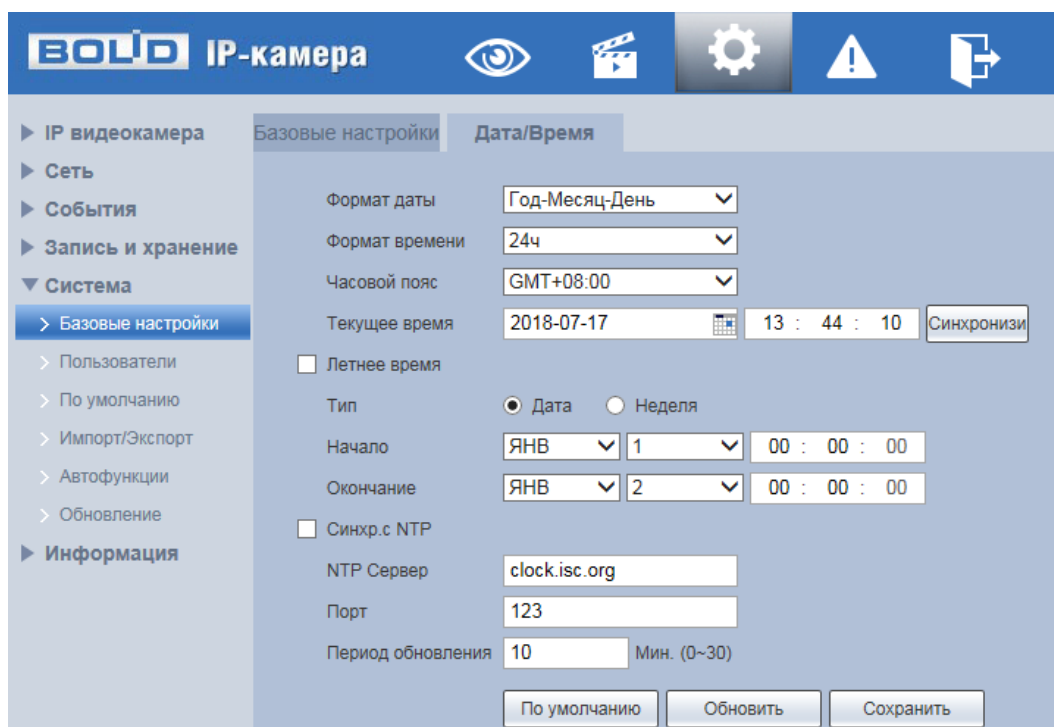 BOLID IP-камера
IP видеокамера
Сеть
События
Запись и хранение
Система
Базовые настройки
Пользователи
По умолчанию
Импорт/Экспорт
Автофункции
Обновление
Информация
Базовые настройки Дата/Время
Формат даты Год-Месяц-День
Формат времени 24ч
Часовой пояс GMT+08:00
Текущее время 2018-07-17 13 : 44 : 10 Синхронизи
Летнее время
Тип Дата Неделя
Начало ЯНВ 1 00 : 00 : 00
Окончание ЯНВ 2 00 : 00 : 00
Синхр.с NTP
NTP Сервер clock.isc.org
Порт 123
Период обновления 10 Мин. (0~30)
По умолчанию Обновить Сохранить